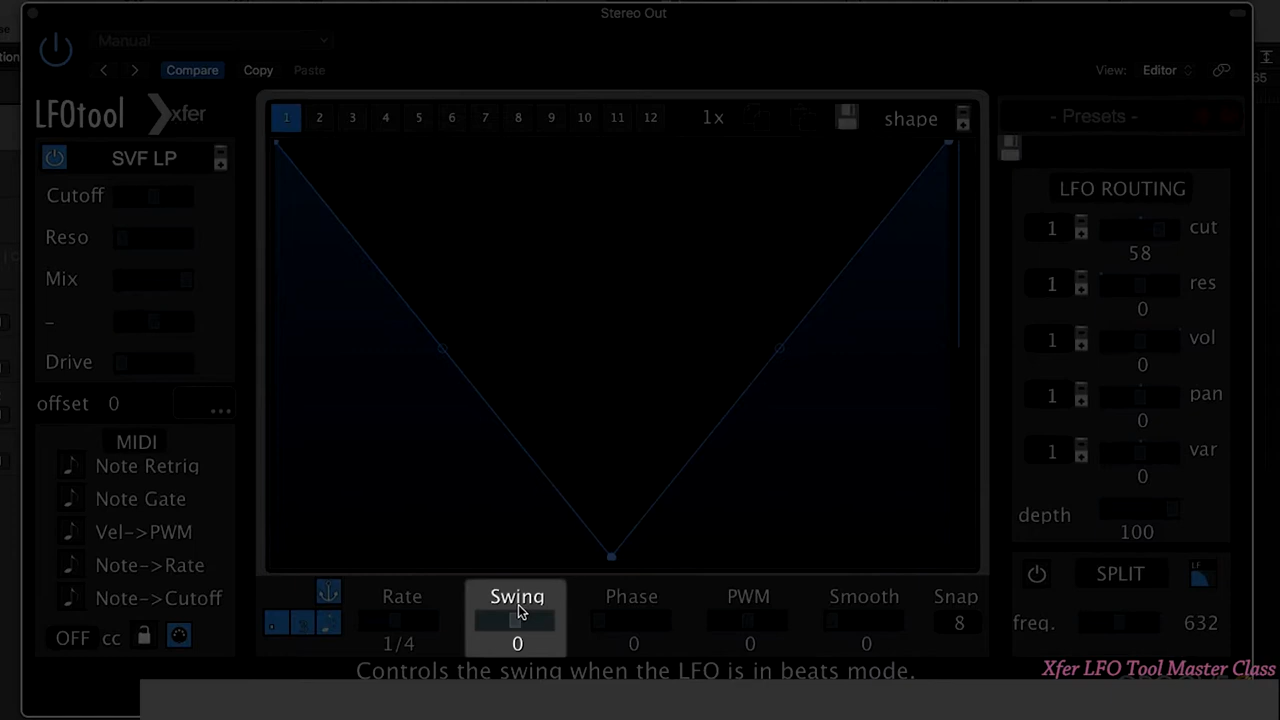 Stereo Out
Manual
Compare Copy Paste
View: Editor
LFOtool xfer
1 2 3 4 5 6 7 8 9 10 11 12 1x shape
- Presets -
SVF LP
Cutoff
Reso
Mix
-
Drive
offset 0 ...
MIDI
Note Retrig
Note Gate
Vel->PWM
Note->Rate
Note->Cutoff
OFF cc
LFO ROUTING
1 cut
58
1 res
0
1 vol
0
1 pan
0
1 var
0
depth
100
SPLIT
LF
freq. 632
Rate Swing Phase PWM Smooth Snap
8
1/4 0 0 0 0
Controls the swing when the LFO is in beats mode.
Xfer LFO Tool Master Class